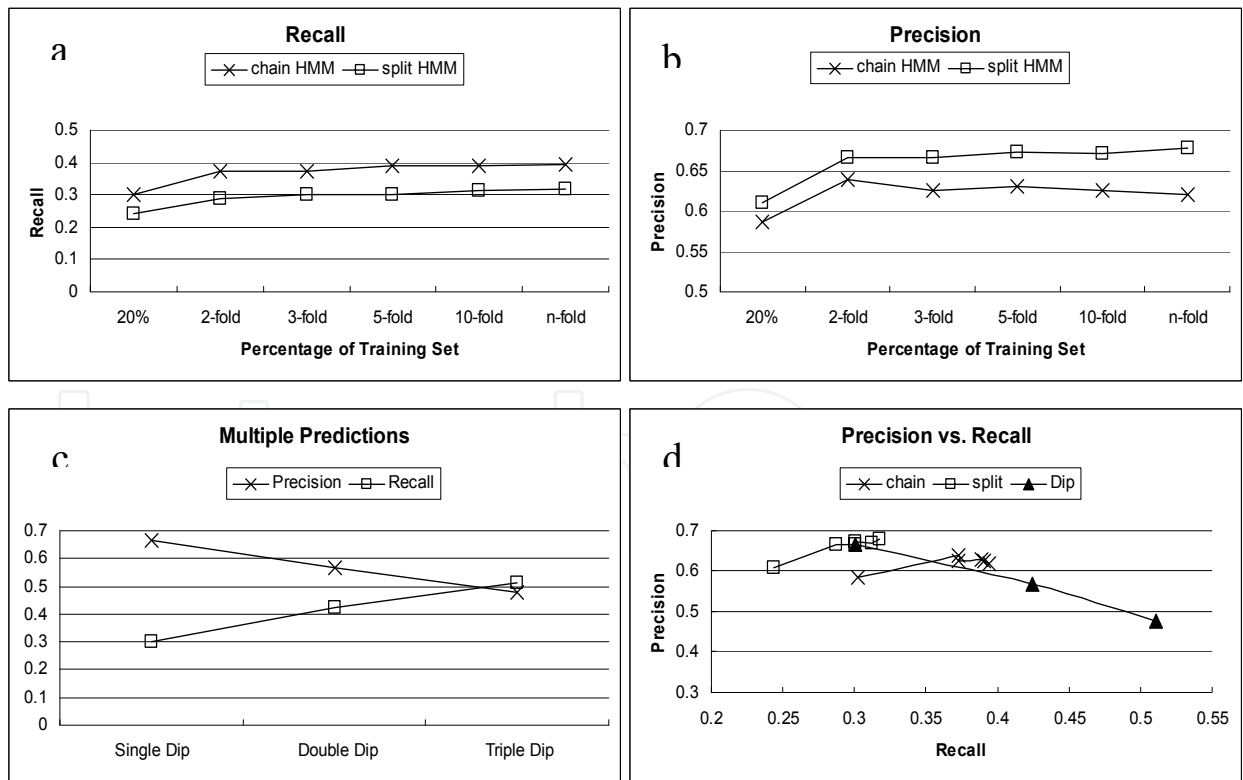 a
Recall
chain HMM split HMM
Recall
0.5
0.4
0.3
0.2
0.1
0
20% 2-fold 3-fold 5-fold 10-fold n-fold
Percentage of Training Set
b
Precision
chain HMM split HMM
Precision
0.7
0.65
0.6
0.55
0.5
20% 2-fold 3-fold 5-fold 10-fold n-fold
Percentage of Training Set
c
Multiple Predictions
Precision Recall
0.7
0.6
0.5
0.4
0.3
0.2
0.1
0
Single Dip Double Dip Triple Dip
d
Precision vs. Recall
chain split Dip
Precision
0.7
0.6
0.5
0.4
0.3
0.2 0.25 0.3 0.35 0.4 0.45 0.5 0.55
Recall